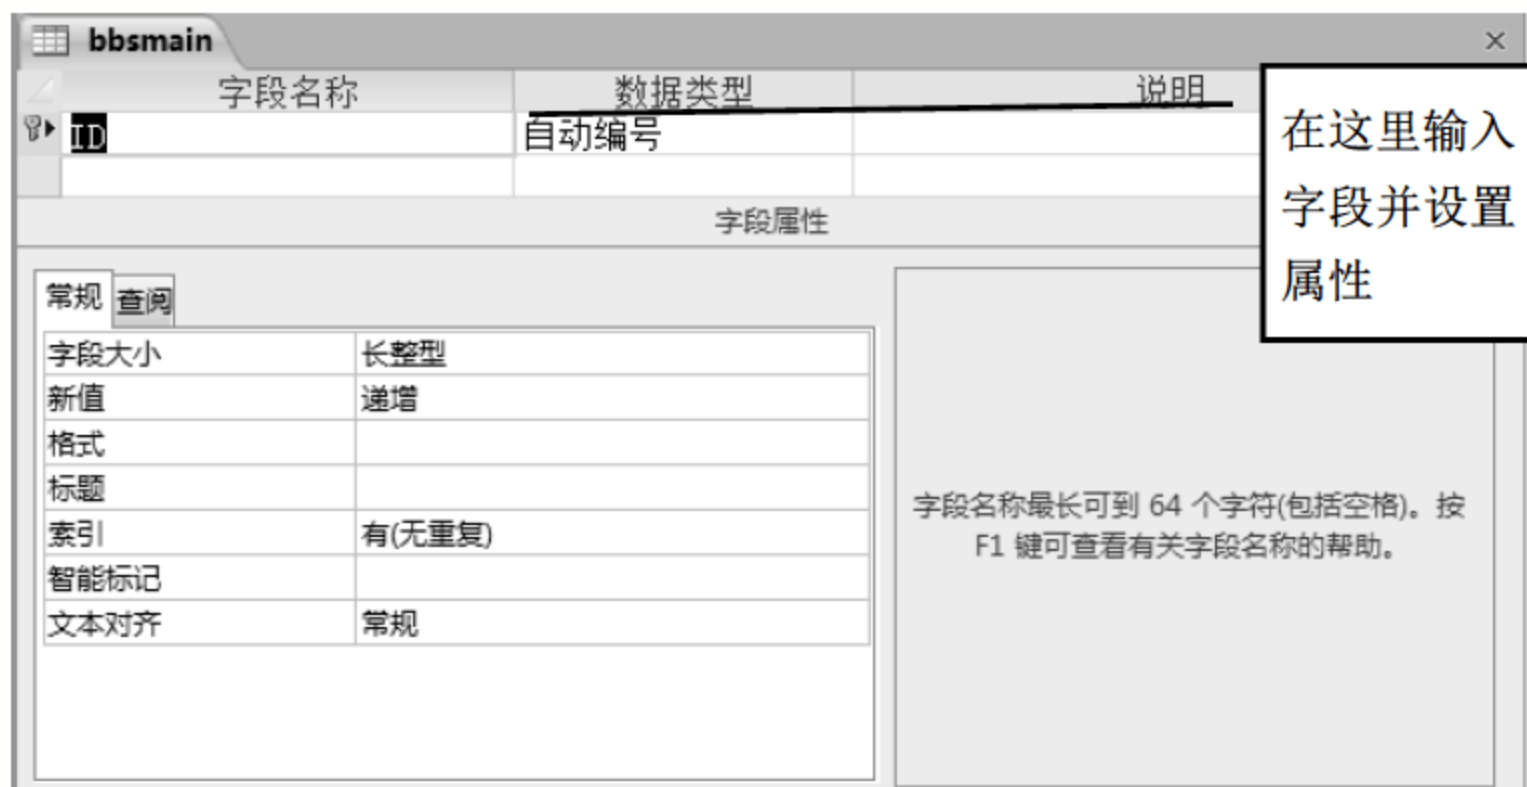 bbsmain
字段名称 数据类型 说明
ID 自动编号
在这里输入
字段并设置
属性
字段属性
常规 查阅
字段大小 长整型
新值 递增
格式
标题
索引 有(无重复)
智能标记
文本对齐 常规
字段名称最长可到 64 个字符(包括空格)。按
F1 键可查看有关字段名称的帮助。